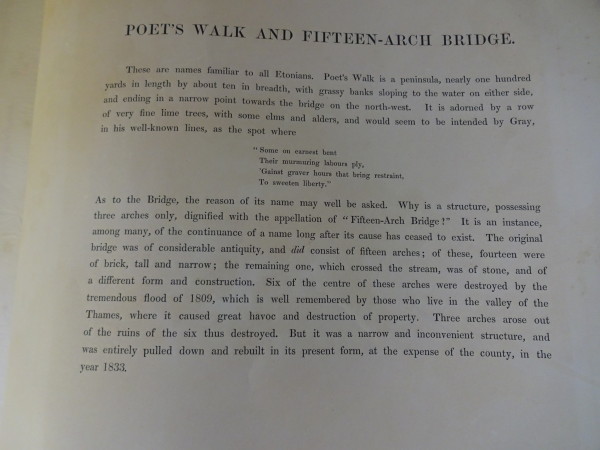 POET'S WALK AND FIFTEEN-ARCH BRIDGE.
These are names familiar to all Etonians. Poet's Walk is a peninsula, nearly one hundred
yards in length by about ten in breadth, with grassy banks sloping to the water on either side,
and ending in a narrow point towards the bridge on the north-west. It is adorned by a row
of very fine lime trees, with some elms and alders, and would seem to be intended by Gray,
in his well-known lines, as the spot where
"Some on earnest bent
Their murmuring labours ply,
'Gainst graver hours that bring restraint,
To sweeten liberty."
As to the Bridge, the reason of its name may well be asked. Why is a structure, possessing
three arches only, dignified with the appellation of "Fifteen-Arch Bridge?" It is an instance,
among many, of the continuance of a name long after its cause has ceased to exist. The original
bridge was of considerable antiquity, and did consist of fifteen arches; of these, fourteen were
of brick, tall and narrow; the remaining one, which crossed the stream, was of stone, and of
a different form and construction. Six of the centre of these arches were destroyed by the
tremendous flood of 1809, which is well remembered by those who live in the valley of the
Thames, where it caused great havoc and destruction of property. Three arches arose out
of the ruins of the six thus destroyed. But it was a narrow and inconvenient structure, and
was entirely pulled down and rebuilt in its present form, at the expense of the county, in the
year 1833.